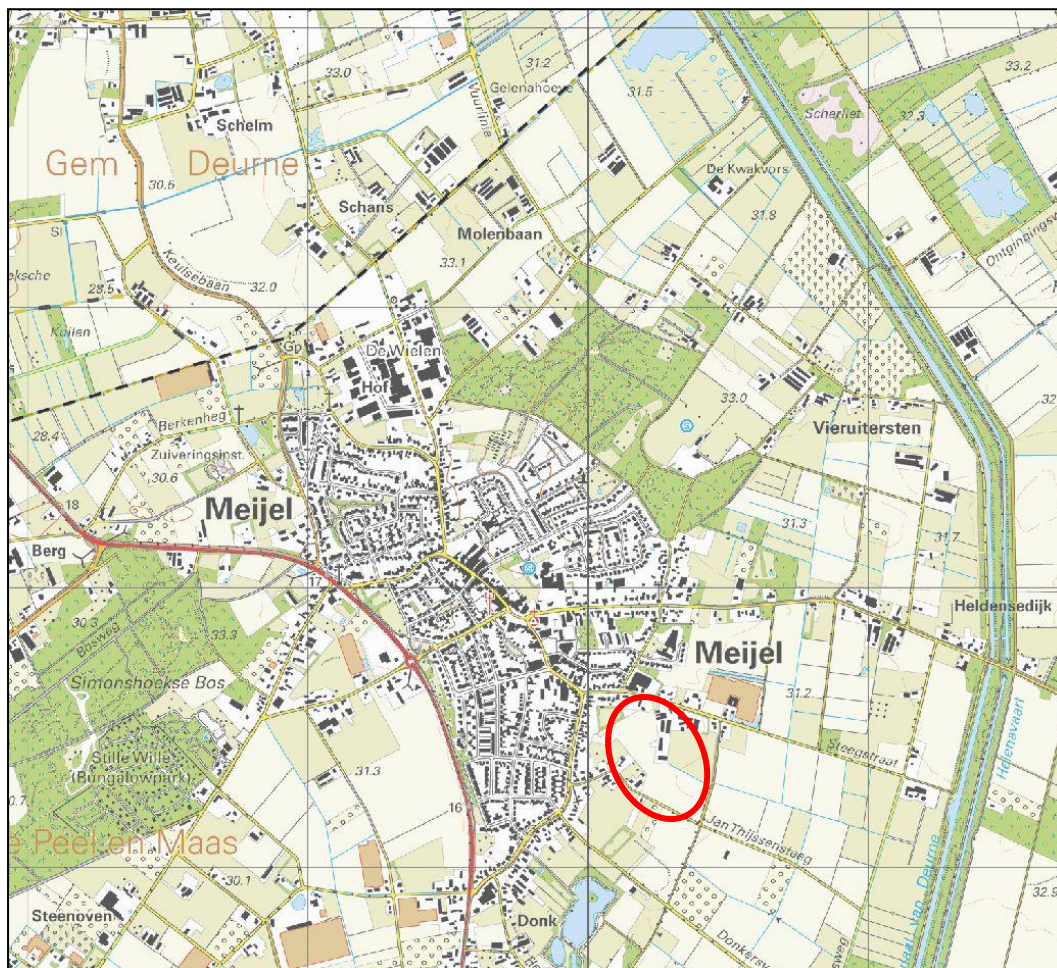 33.0
31.2
33.2
Gelenahoeve
Vuurlinie
31.5
Scherliet
32.3
Schelm
Gem Deurne
30.5
De Kwakvors
Schans
31.8
Molenbaan
33.1
Ontginnings
Keulsebaan
32.0
28.5
Kuilen
De Wielen
Hof
33.0
Berkenheg
28.4
Vieruitersten
Zuiveringsinst.
30.6
Meijel
18
31.3
31.7
Berg
17
Heldensedijk
30.3
Bosweg
33.3
Meijel
Simonshoekse Bos
31.2
Helenavaart
Stille Wille
(Bungalowpark)
31.3
Steegstraat
30.7
16
Jan Thijssensteeg
e Peel en Maas
30.1
van Deurne
32.9
Steenoven
Donk